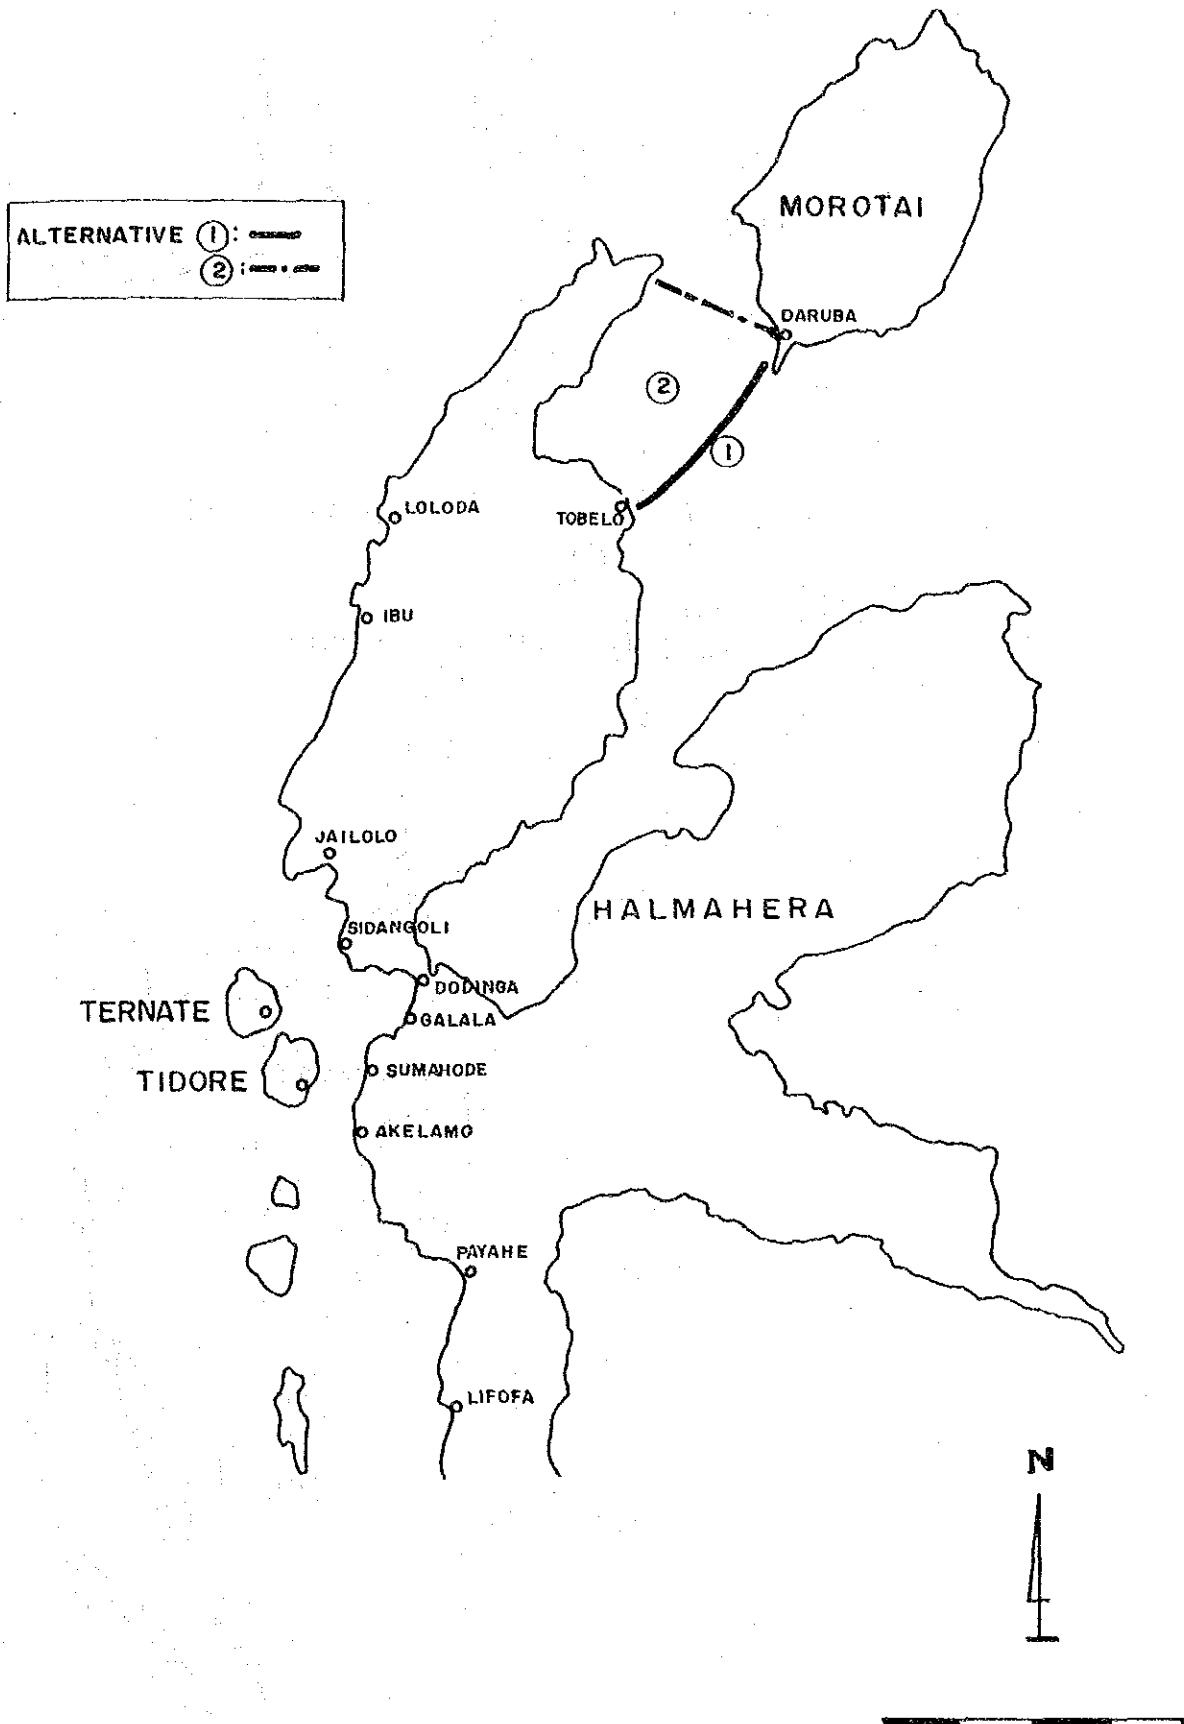 MOROTAI
ALTERNATIVE ①:
②:
DARUBA
②
①
LOLODA
TOBELO
IBU
JAILOLO
HALMAHERA
SIDANGOLI
DODINGA
TERNATE
GALALA
SUMAHODE
TIDORE
AKELAMO
PAYAHE
LIFOFA
N